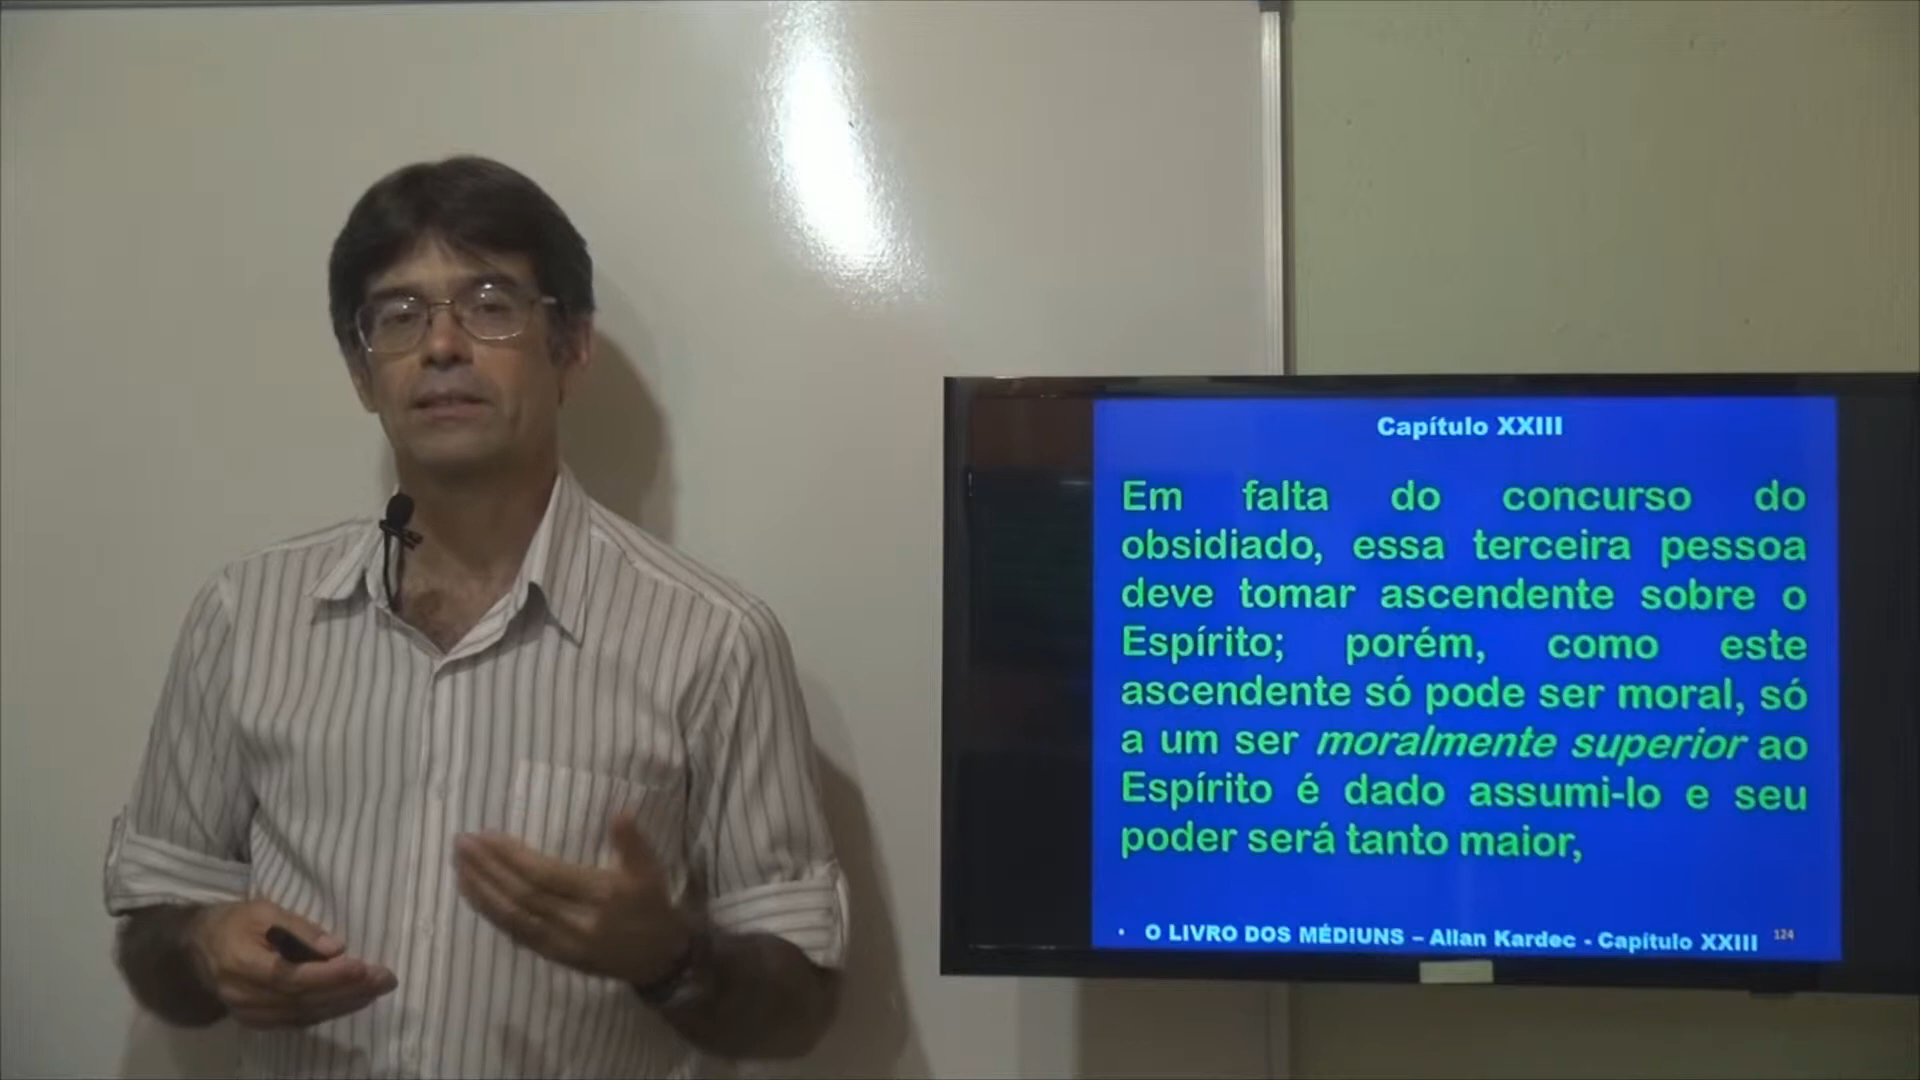 Capítulo XXIII
Em falta do concurso do
obsidiado, essa terceira pessoa
deve tomar ascendente sobre o
Espírito; porém, como este
ascendente só pode ser moral, só
a um ser moralmente superior ao
Espírito é dado assumi-lo e seu
poder será tanto maior,
• O LIVRO DOS MÉDIUNS – Allan Kardec - Capítulo XXIII 124